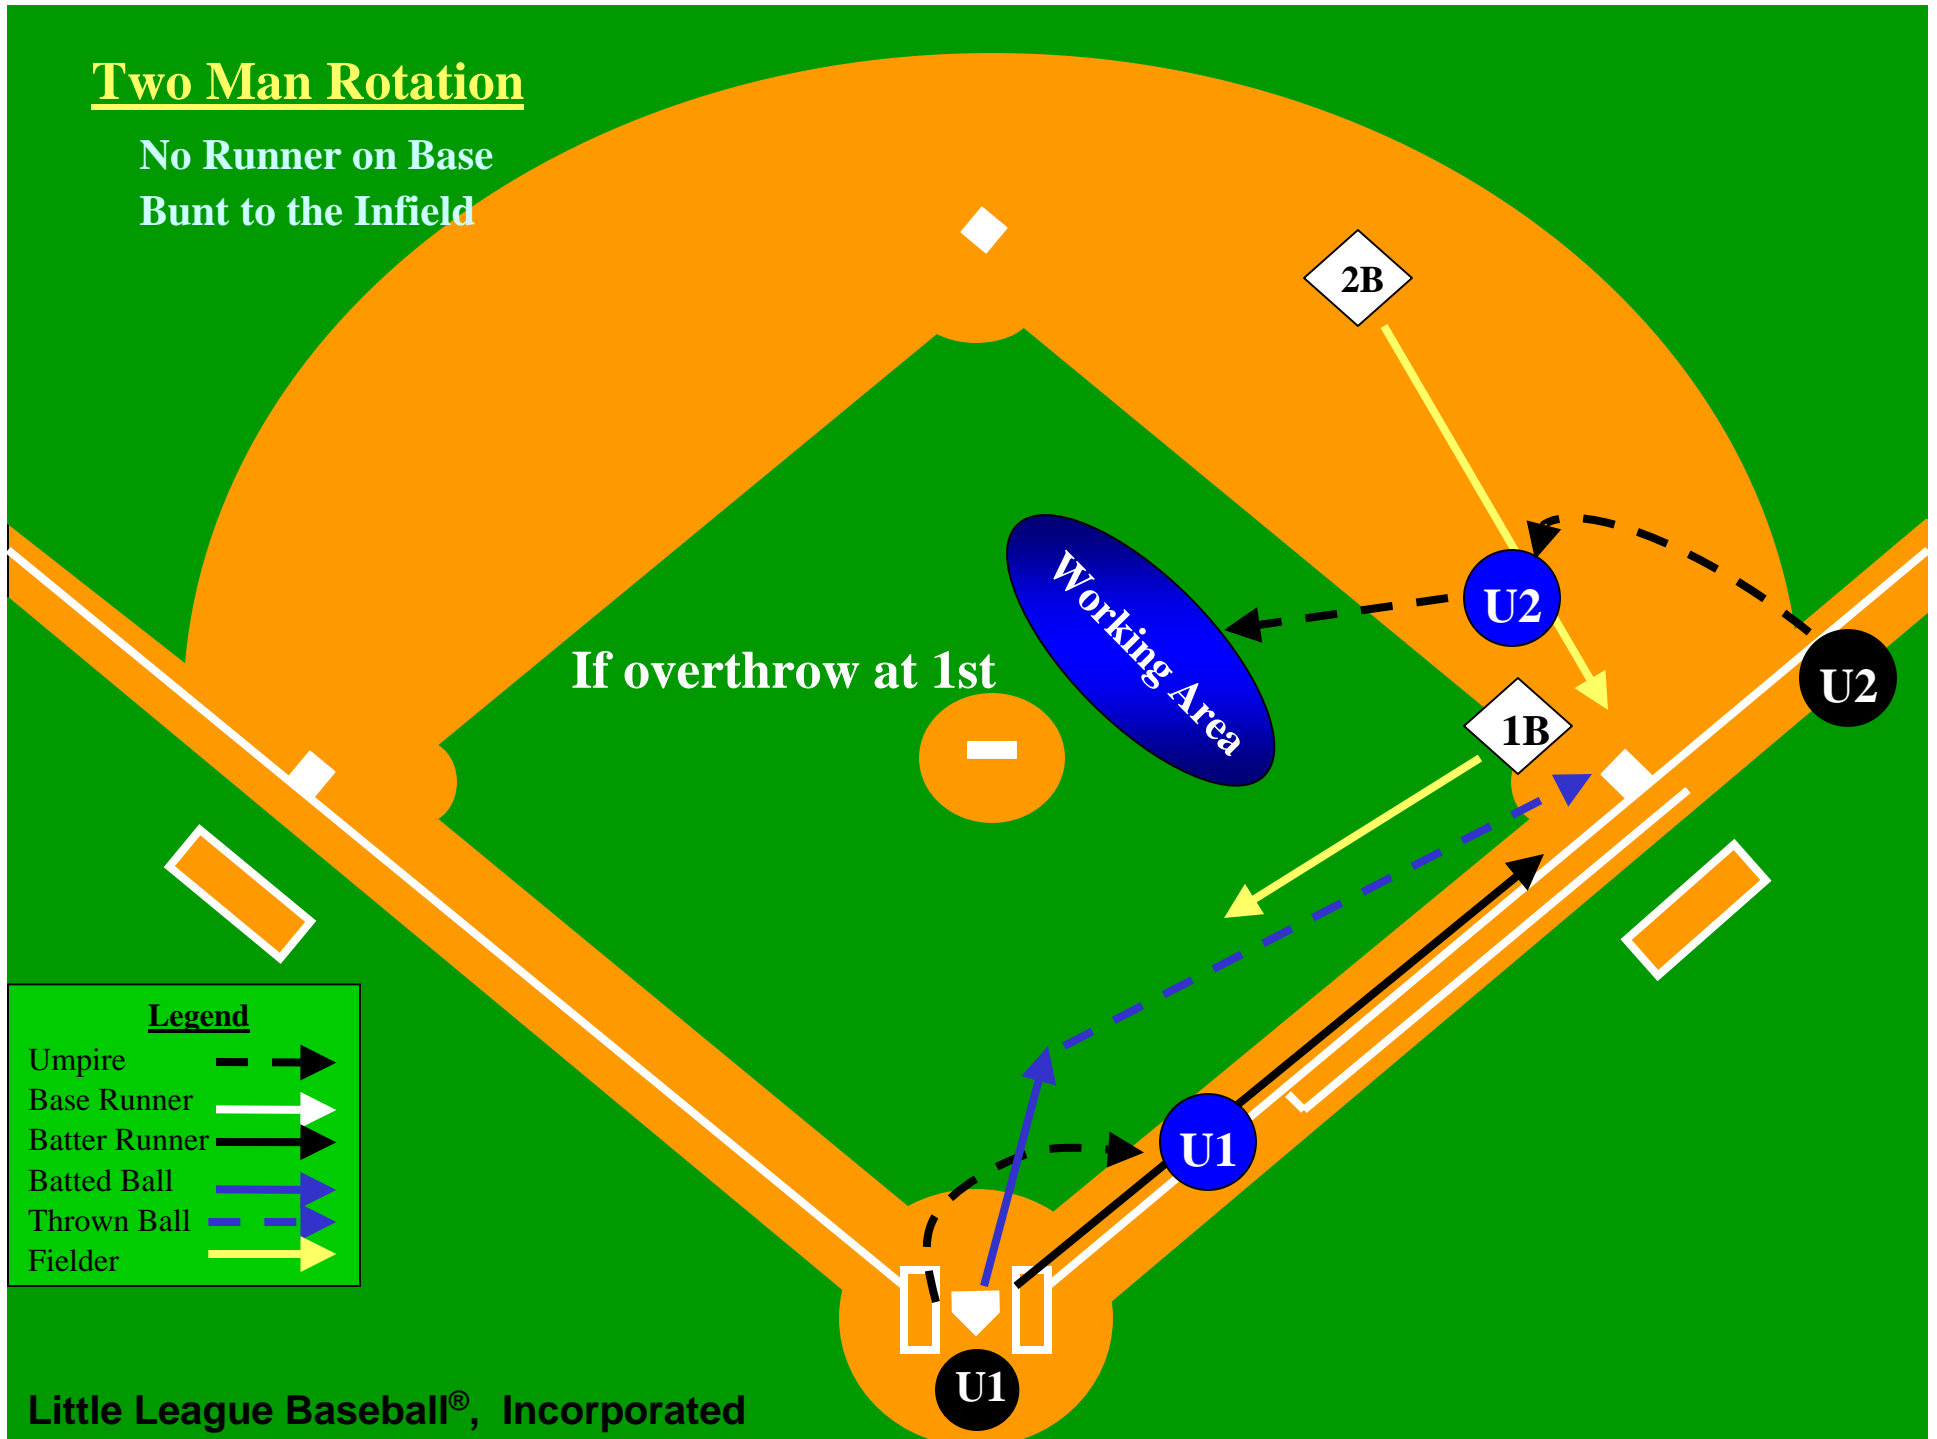 Two Man Rotation
No Runner on Base
Bunt to the Infield
2B
Working Area
U2
U2
If overthrow at 1st
1B
Legend
Umpire
Base Runner
Batter Runner
Batted Ball
Thrown Ball
Fielder
U1
U1
Little League Baseball®, Incorporated